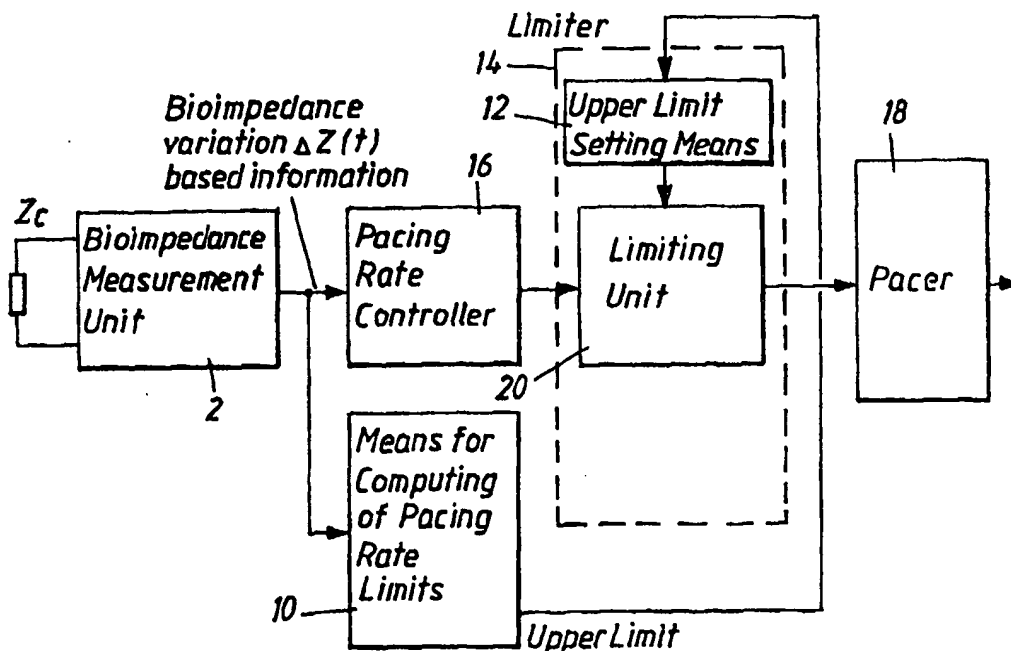 Limiter
14
Bioimpedance
variation Δ Z (t)
based information
12
Upper Limit
Setting Means
18
16
Zc
Bioimpedance
Measurement
Unit
Pacing
Rate
Controller
Limiting
Unit
Pacer
2
20
Means for
Computing
of Pacing
Rate
Limits
10
Upper Limit